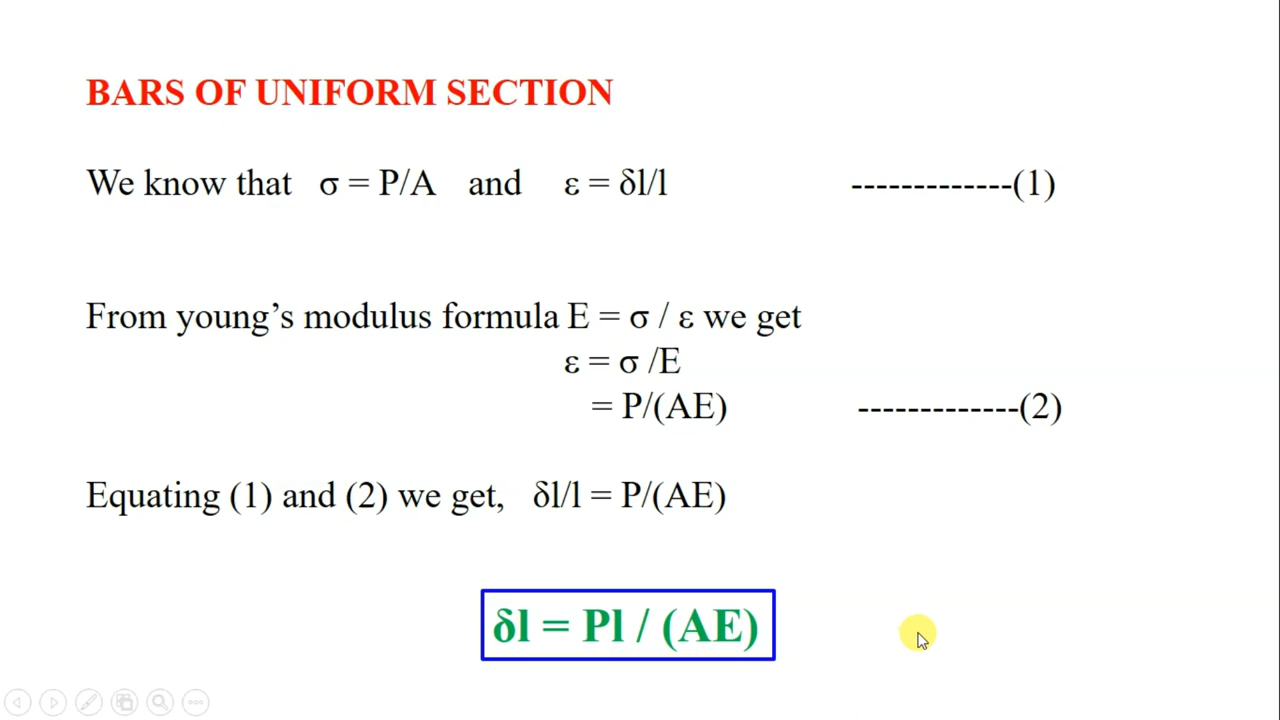 BARS OF UNIFORM SECTION
We know that σ = P/A and ε = δl/l -------------(1)
From young’s modulus formula E = σ / ε we get
ε = σ /E
= P/(AE) -------------(2)
Equating (1) and (2) we get, δl/l = P/(AE)
δl = Pl / (AE)